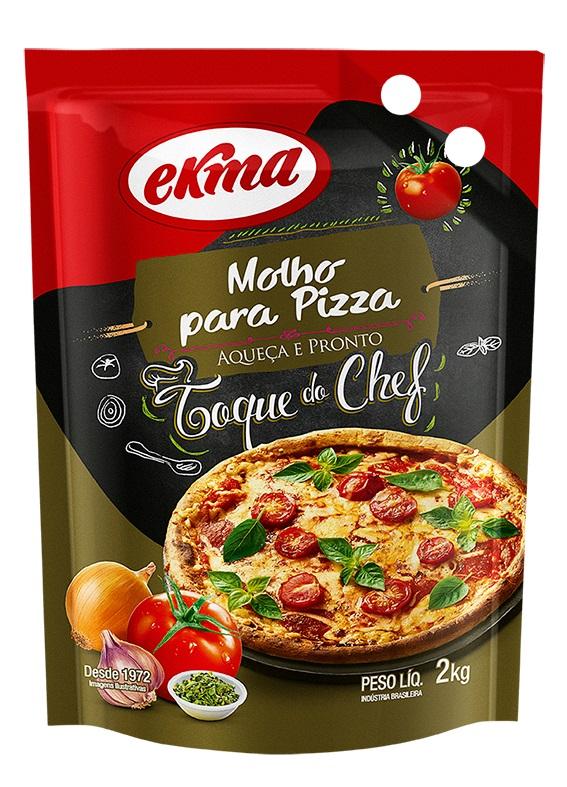 ekma
Molho
para Pizza
AQUEÇA E PRONTO
Toque do Chef
Desde 1972
Imagens Ilustrativas
PESO LÍQ. 2kg
INDÚSTRIA BRASILEIRA